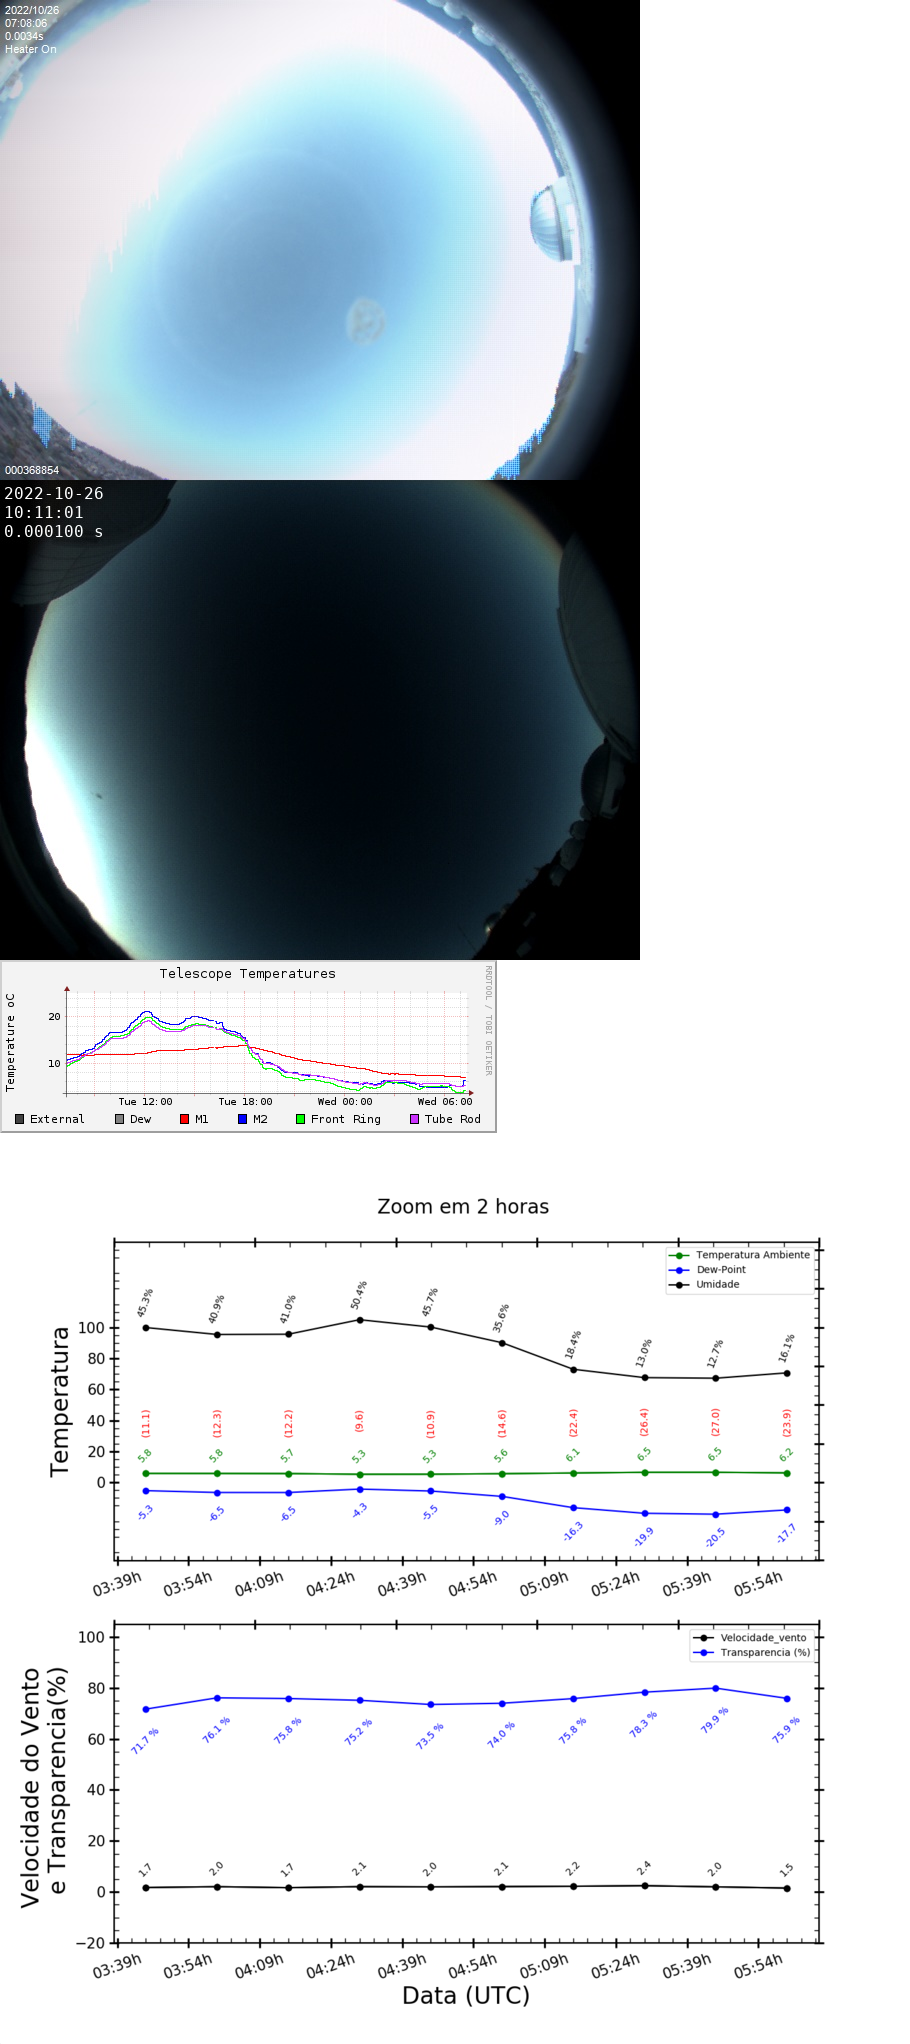 2022/10/26
07:08:06
0.0034s
Heater On
000368854
2022-10-26
10:11:01
0.000100 s
Telescope Temperatures
RRDTOOL / TOBI OETIKER
Temperature oC
20
10
Tue 12:00 Tue 18:00 Wed 00:00 Wed 06:00
External Dew M1 M2 Front Ring Tube Rod
Zoom em 2 horas
Temperatura Ambiente
Dew-Point
Umidade
Temperatura
100
80
60
40
20
0
45.3% 40.9% 41.0% 50.4% 45.7% 35.6% 18.4% 13.0% 12.7% 16.1%
(11.1) (12.3) (12.2) (9.6) (10.9) (14.6) (22.4) (26.4) (27.0) (23.9)
5.8 5.8 5.7 5.3 5.3 5.6 6.1 6.5 6.5 6.2
-5.3 -6.5 -6.5 -4.3 -5.5 -9.0 -16.3 -19.9 -20.5 -17.7
03:39h 03:54h 04:09h 04:24h 04:39h 04:54h 05:09h 05:24h 05:39h 05:54h
Velocidade_vento
Transparencia (%)
Velocidade do Vento
e Transparencia(%)
100
80
60
40
20
0
−20
71.7 % 76.1 % 75.8 % 75.2 % 73.5 % 74.0 % 75.8 % 78.3 % 79.9 % 75.9 %
1.7 2.0 1.7 2.1 2.0 2.1 2.2 2.4 2.0 1.5
03:39h 03:54h 04:09h 04:24h 04:39h 04:54h 05:09h 05:24h 05:39h 05:54h
Data (UTC)